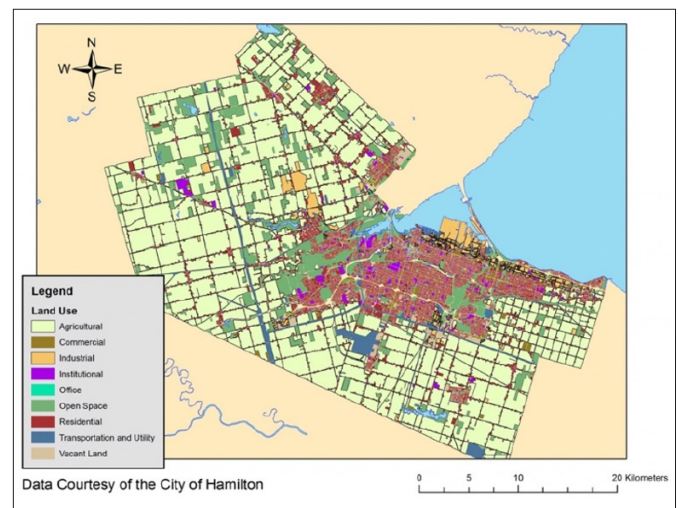 N
W E
S
Legend
Land Use
Agricultural
Commercial
Industrial
Institutional
Office
Open Space
Residential
Transportation and Utility
Vacant Land
Data Courtesy of the City of Hamilton
0 5 10 20 Kilometers